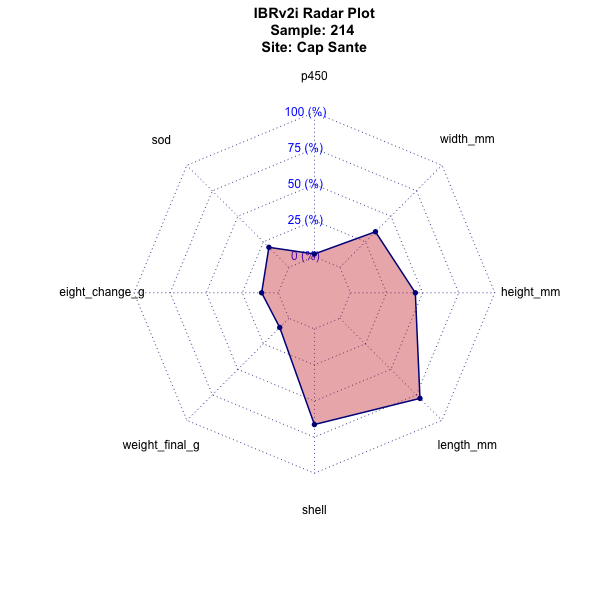 IBRv2i Radar Plot
Sample: 214
Site: Cap Sante
p450
100 (%)
sod
width_mm
75 (%)
50 (%)
25 (%)
0 (%)
eight_change_g
height_mm
weight_final_g
length_mm
shell